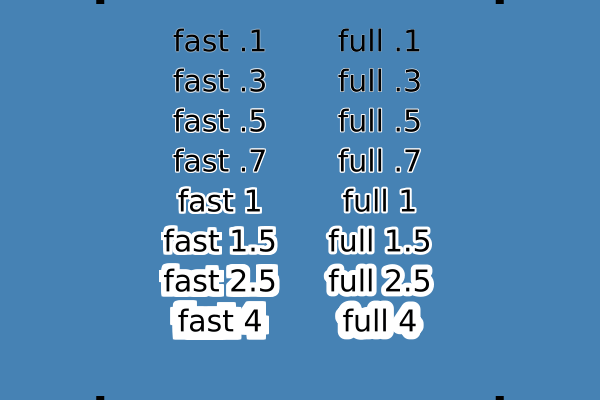 fast .1 full .1
fast .3 full .3
fast .5 full .5
fast .7 full .7
fast 1 full 1
fast 1.5 full 1.5
fast 2.5 full 2.5
fast 4 full 4